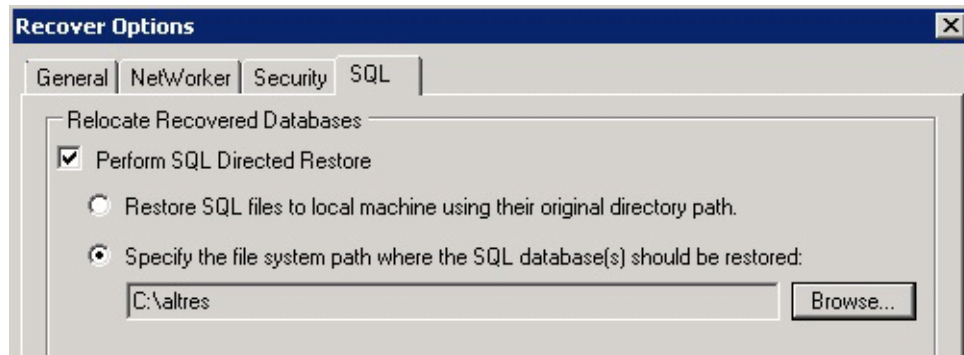 Recover Options
General NetWorker Security SQL
Relocate Recovered Databases
Perform SQL Directed Restore
Restore SQL files to local machine using their original directory path.
Specify the file system path where the SQL database(s) should be restored:
C:\altres Browse...